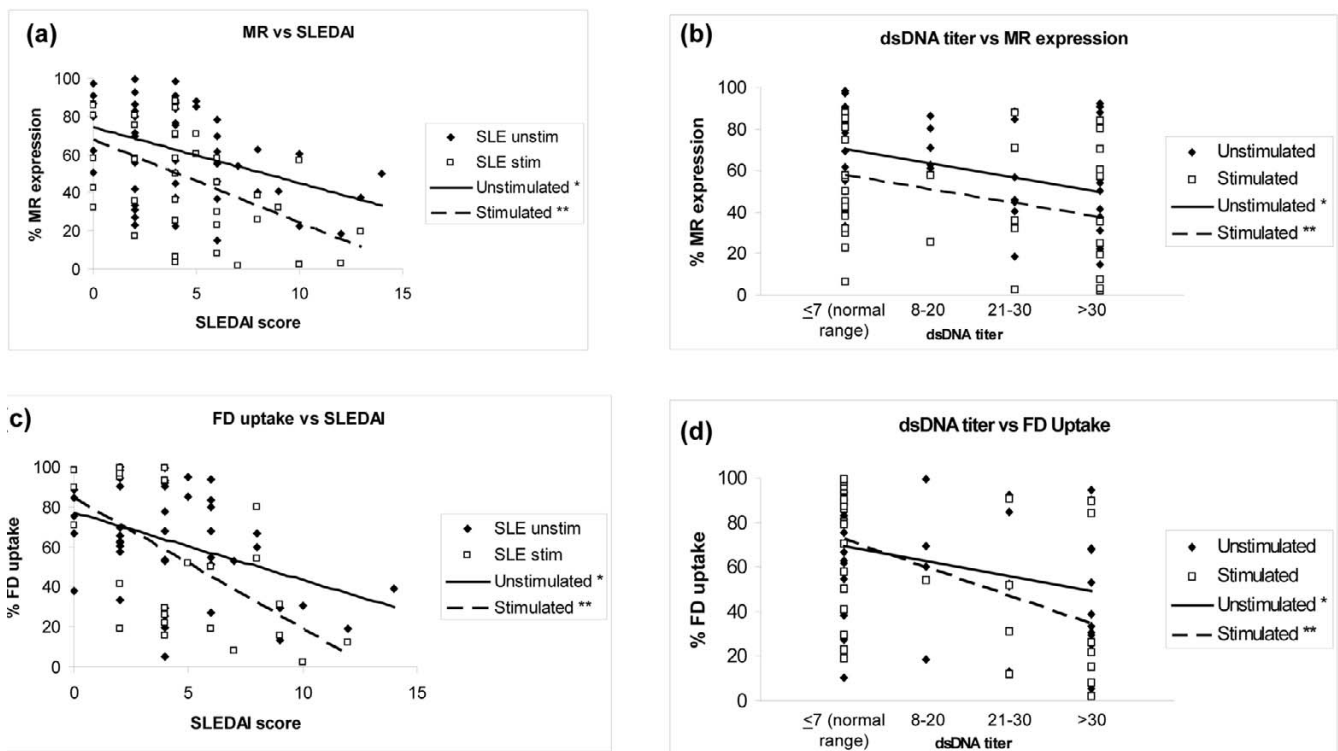 (a)
MR vs SLEDAI
% MR expression
100
80
60
40
20
0
0 5 10 15
SLEDAI score
SLE unstim
SLE stim
Unstimulated *
Stimulated **
(b)
dsDNA titer vs MR expression
% MR expression
100
80
60
40
20
0
≤7 (normal range) 8-20 21-30 >30
dsDNA titer
Unstimulated
Stimulated
Unstimulated *
Stimulated **
c)
FD uptake vs SLEDAI
% FD uptake
100
80
60
40
20
0
0 5 10 15
SLEDAI score
SLE unstim
SLE stim
Unstimulated *
Stimulated **
(d)
dsDNA titer vs FD Uptake
% FD uptake
100
80
60
40
20
0
≤7 (normal range) 8-20 21-30 >30
dsDNA titer
Unstimulated
Stimulated
Unstimulated *
Stimulated **